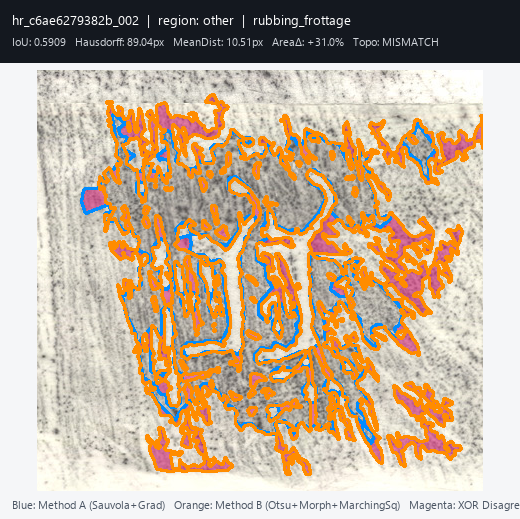 hr_c6ae6279382b_002 | region: other | rubbing_frottage
IoU: 0.5909 Hausdorff: 89.04px MeanDist: 10.51px AreaΔ: +31.0% Topo: MISMATCH
Blue: Method A (Sauvola+Grad) Orange: Method B (Otsu+Morph+MarchingSq) Magenta: XOR Disagre